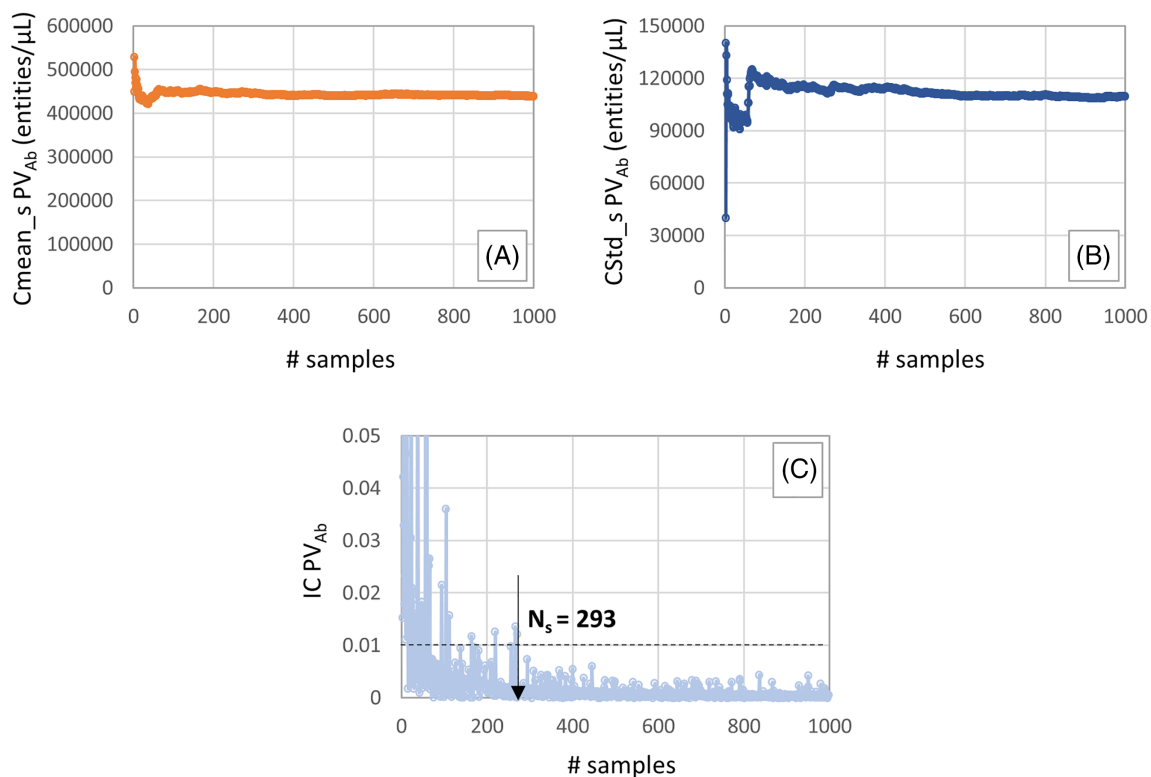 600000
500000
400000
300000
200000
100000
0
0 200 400 600 800 1000
Cmean_s PVAb (entities/µL)
# samples
(A)
150000
120000
90000
60000
30000
0
0 200 400 600 800 1000
CStd_s PVAb (entities/µL)
# samples
(B)
0.05
0.04
0.03
0.02
0.01
0
0 200 400 600 800 1000
IC PVAb
# samples
(C)
Ns = 293